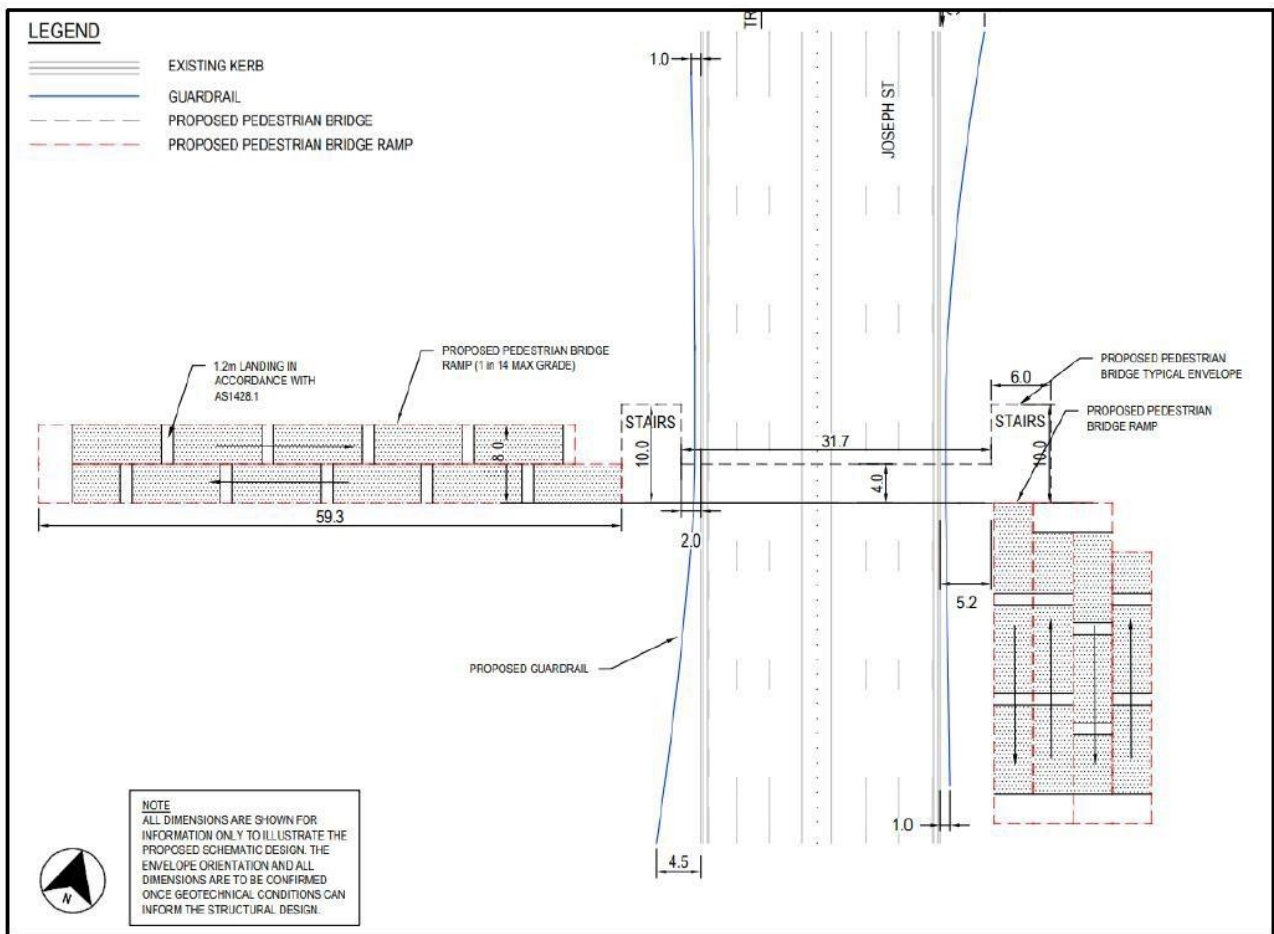 LEGEND
EXISTING KERB
GUARDRAIL
PROPOSED PEDESTRIAN BRIDGE
PROPOSED PEDESTRIAN BRIDGE RAMP
TR
1.0
JOSEPH ST
1.2m LANDING IN
ACCORDANCE WITH
AS1428.1
PROPOSED PEDESTRIAN BRIDGE
RAMP (1 in 14 MAX GRADE)
PROPOSED PEDESTRIAN
BRIDGE TYPICAL ENVELOPE
6.0
PROPOSED PEDESTRIAN
BRIDGE RAMP
STAIRS
STAIRS
31.7
8.0
10.0
10.0
4.0
59.3
2.0
5.2
PROPOSED GUARDRAIL
1.0
4.5
NOTE
ALL DIMENSIONS ARE SHOWN FOR
INFORMATION ONLY TO ILLUSTRATE THE
PROPOSED SCHEMATIC DESIGN. THE
ENVELOPE ORIENTATION AND ALL
DIMENSIONS ARE TO BE CONFIRMED
ONCE GEOTECHNICAL CONDITIONS CAN
INFORM THE STRUCTURAL DESIGN.
N